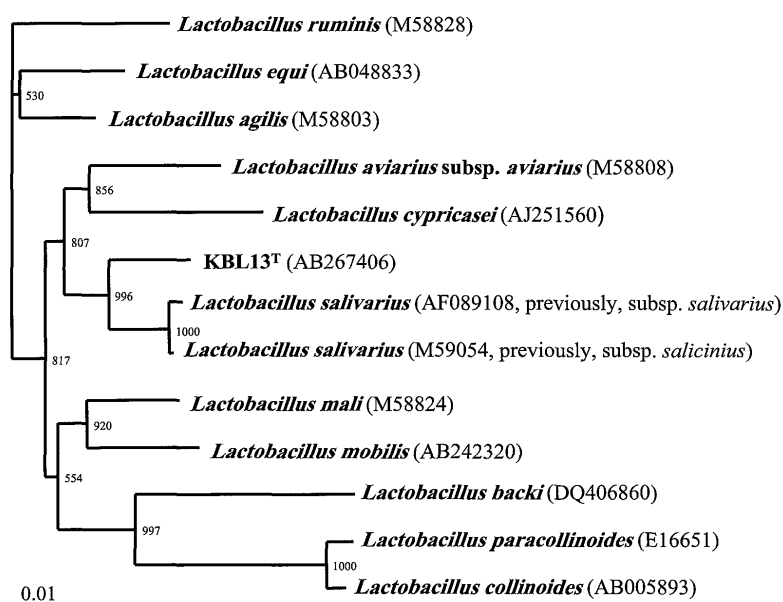 Lactobacillus ruminis (M58828)
Lactobacillus equi (AB048833)
530
Lactobacillus agilis (M58803)
Lactobacillus aviarius subsp. aviarius (M58808)
856
Lactobacillus cypricasei (AJ251560)
807
KBL13ᵀ (AB267406)
996
Lactobacillus salivarius (AF089108, previously, subsp. salivarius)
1000
Lactobacillus salivarius (M59054, previously, subsp. salicinius)
817
Lactobacillus mali (M58824)
920
Lactobacillus mobilis (AB242320)
554
Lactobacillus backi (DQ406860)
997
Lactobacillus paracollinoides (E16651)
1000
Lactobacillus collinoides (AB005893)
0.01